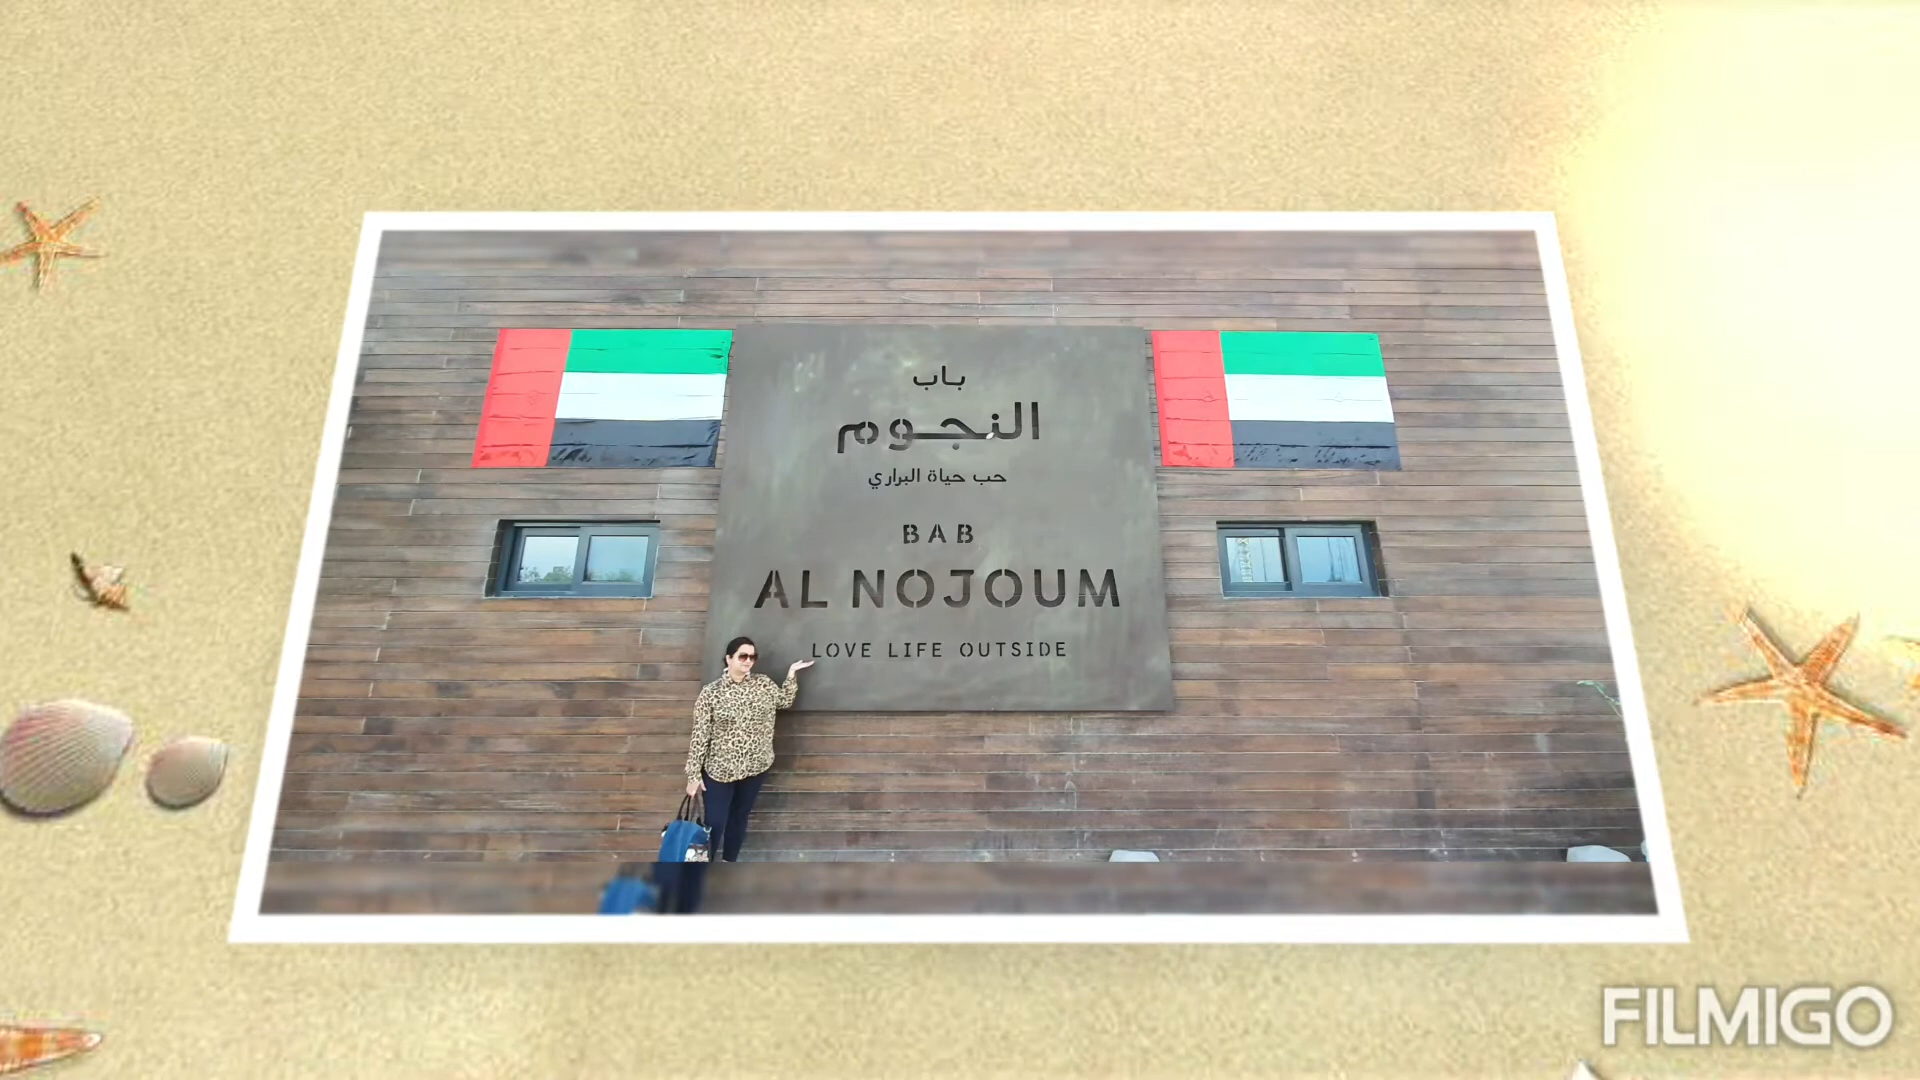 باب
النجوم
حب حياة البراري
BAB
AL NOJOUM
LOVE LIFE OUTSIDE
FILMIGO